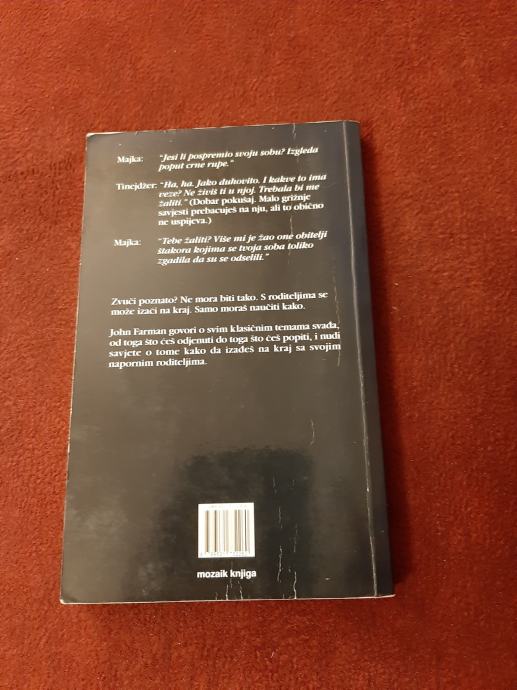 Majka: "Jesi li pospremio svoju sobu? Izgleda
poput crne rupe."
Tinejdžer: "Ha, ha. Jako duhovito. I kakve to ima
veze? Ne živiš ti u njoj. Trebala bi me
žaliti." (Dobar pokušaj. Malo grižnje
savjesti prebacuješ na nju, ali to obično
ne uspijeva.)
Majka: "Tebe žaliti? Više mi je žao one obitelji
štakora kojima se tvoja soba toliko
zgadila da su se odselili."
Zvuči poznato? Ne mora biti tako. S roditeljima se
može izaći na kraj. Samo moraš naučiti kako.
John Farman govori o svim klasičnim temama svađa,
od toga što ćeš odjenuti do toga što ćeš popiti, i nudi
savjete o tome kako da izađeš na kraj sa svojim
napornim roditeljima.
mozaik knjiga